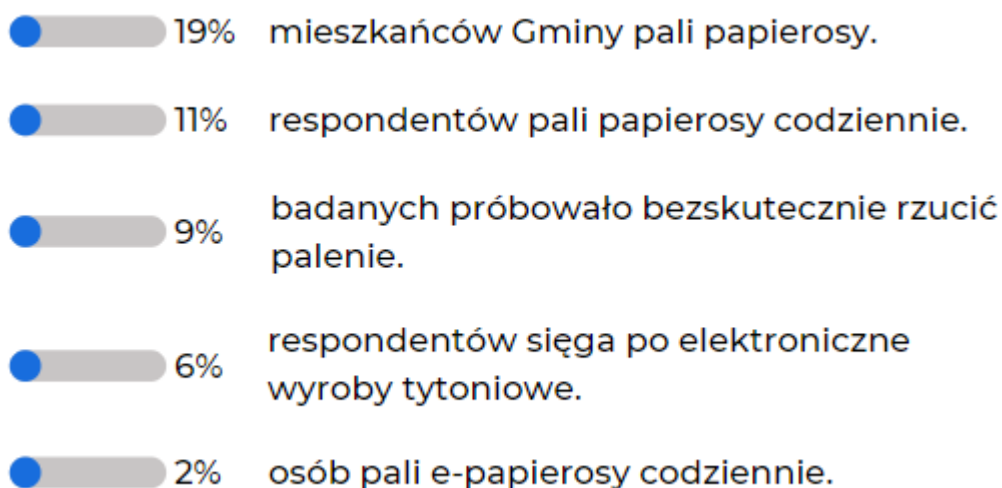 19% mieszkańców Gminy pali papierosy.
11% respondentów pali papierosy codziennie.
9% badanych próbowało bezskutecznie rzucić
palenie.
6% respondentów sięga po elektroniczne
wyroby tytoniowe.
2% osób pali e-papierosy codziennie.